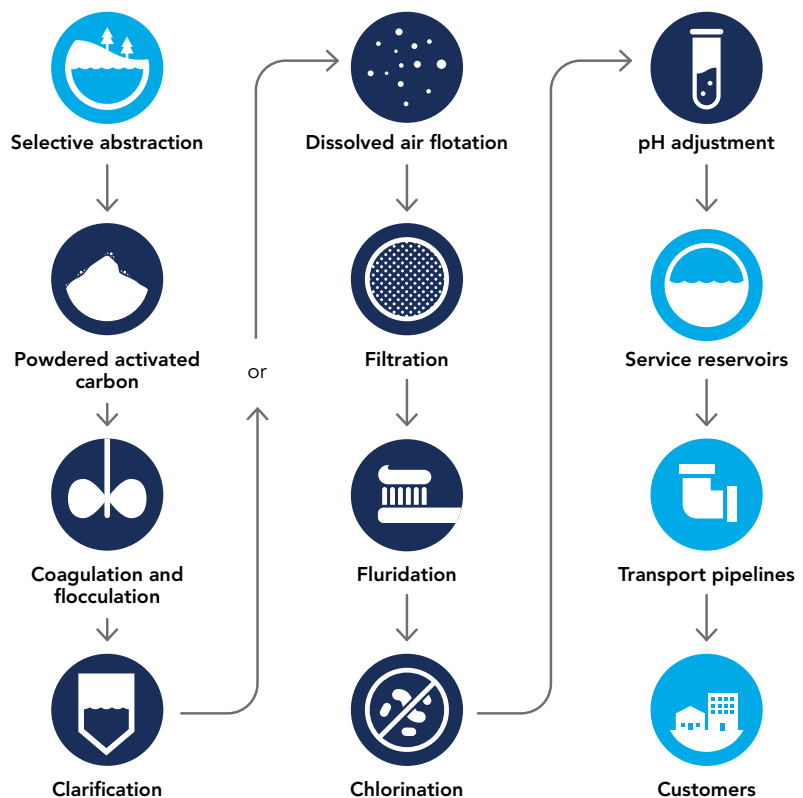 Selective abstraction
Powdered activated
carbon
Coagulation and
flocculation
Clarification
or
Dissolved air flotation
Filtration
Fluridation
Chlorination
pH adjustment
Service reservoirs
Transport pipelines
Customers